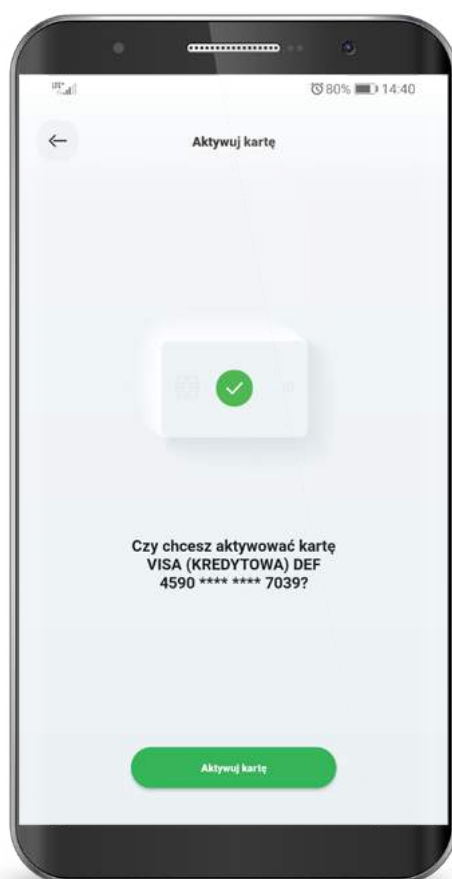 80% 14:40
Aktywuj kartę
Czy chcesz aktywować kartę
VISA (KREDYTOWA) DEF
4590 **** **** 7039?
Aktywuj kartę